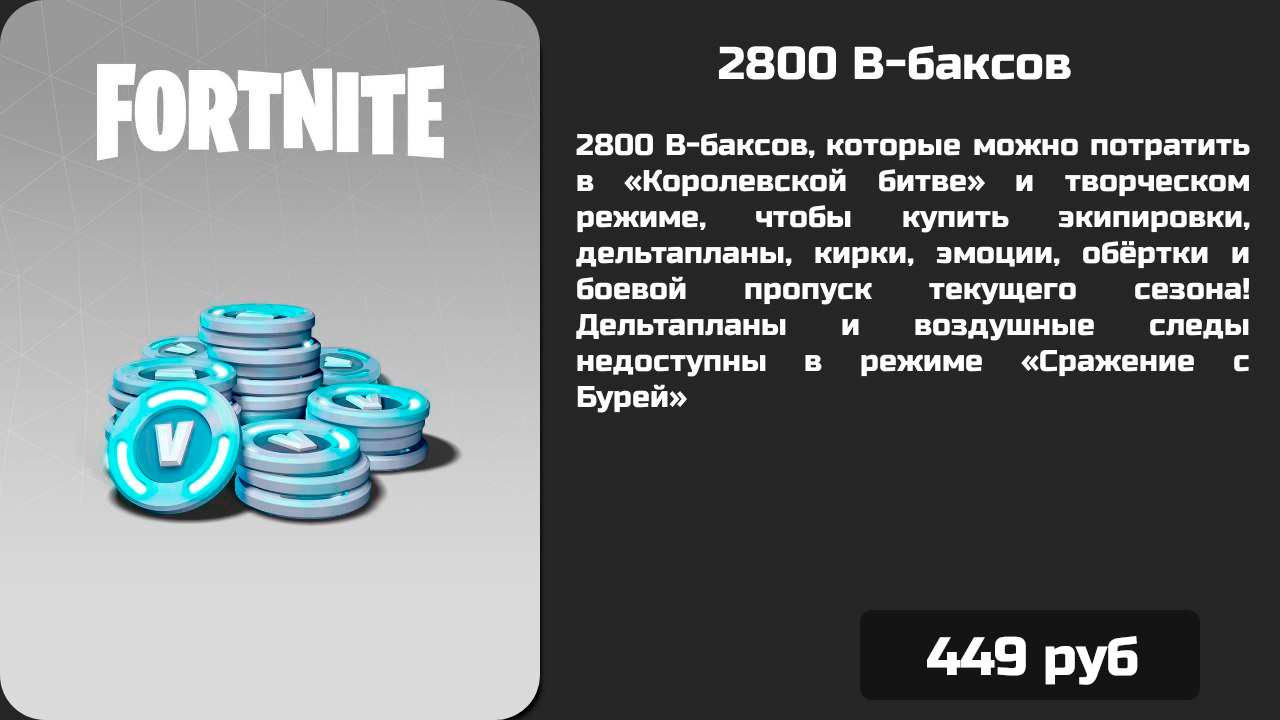 FORTNITE
2800 В-баксов
2800 В-баксов, которые можно потратить
в «Королевской битве» и творческом
режиме, чтобы купить экипировки,
дельтапланы, кирки, эмоции, обёртки и
боевой пропуск текущего сезона!
Дельтапланы и воздушные следы
недоступны в режиме «Сражение с
Бурей»
V
449 руб